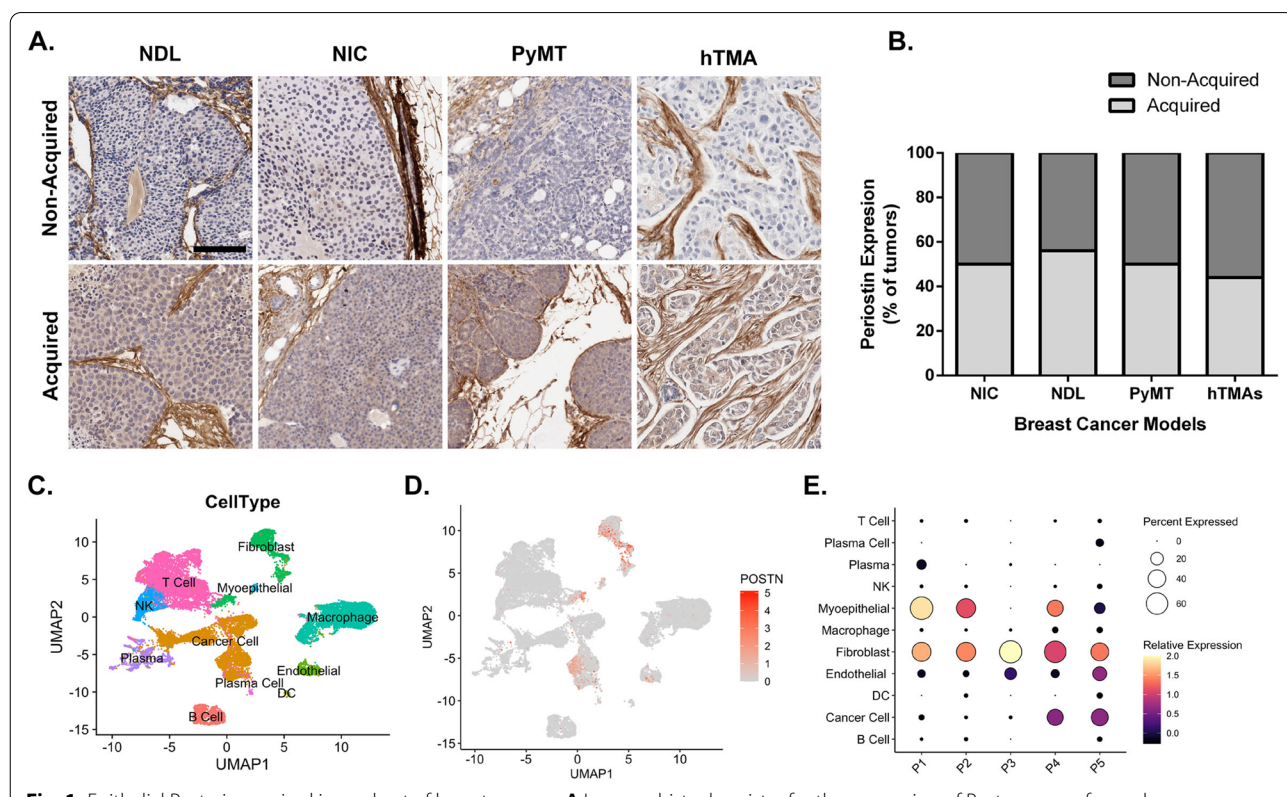 A.
NDL
NIC
PyMT
hTMA
Non-Acquired
Acquired
B.
Non-Acquired
Acquired
Periostin Expresion
(% of tumors)
100
80
60
40
20
0
NIC
NDL
PyMT
hTMAs
Breast Cancer Models
C.
CellType
UMAP2
10
5
0
-5
-10
-15
Fibroblast
T Cell
Myoepithelial
NK
Macrophage
Cancer Cell
Plasma
Endothelial
Plasma Cell
DC
B Cell
-10
-5
0
5
10
UMAP1
D.
UMAP2
10
5
0
-5
-10
-15
-10
-5
0
5
10
UMAP1
POSTN
5
4
3
2
1
0
E.
T Cell
Plasma Cell
Plasma
NK
Myoepithelial
Macrophage
Fibroblast
Endothelial
DC
Cancer Cell
B Cell
P1
P2
P3
P4
P5
Percent Expressed
0
20
40
60
Relative Expression
2.0
1.5
1.0
0.5
0.0